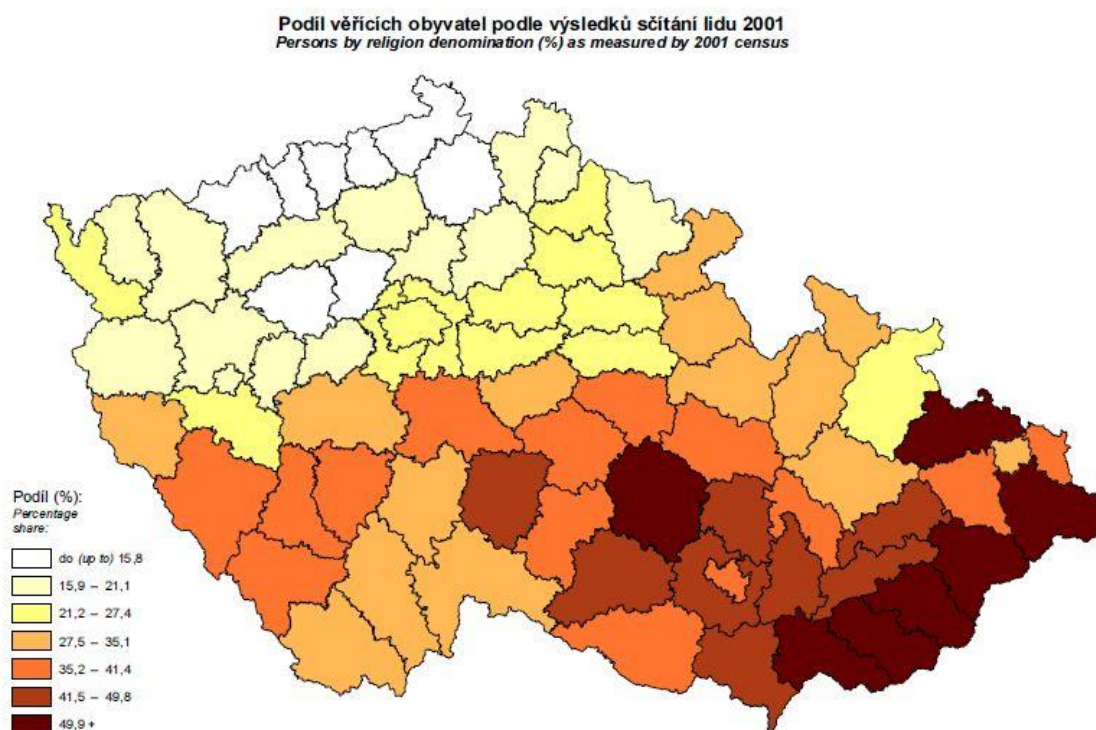 Podíl věřících obyvatel podle výsledků sčítání lidu 2001
Persons by religion denomination (%) as measured by 2001 census
Podíl (%):
Percentage
share:
do (up to) 15,8
15,9 – 21,1
21,2 – 27,4
27,5 – 35,1
35,2 – 41,4
41,5 – 49,8
49,9 +